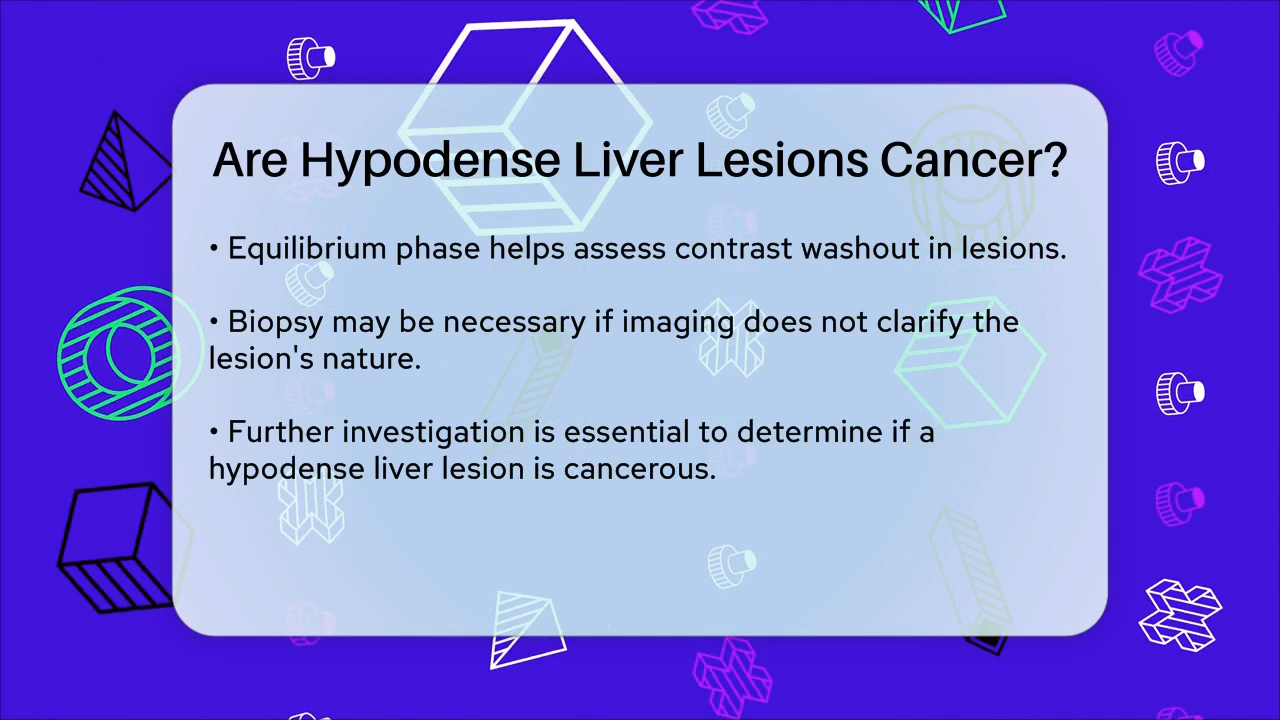 Are Hypodense Liver Lesions Cancer?
• Equilibrium phase helps assess contrast washout in lesions.
• Biopsy may be necessary if imaging does not clarify the
lesion's nature.
• Further investigation is essential to determine if a
hypodense liver lesion is cancerous.